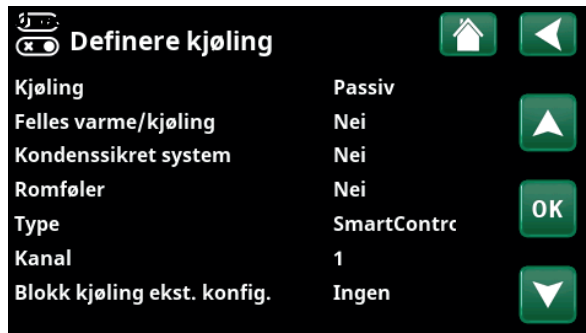 Definere kjøling
Kjøling Passiv
Felles varme/kjøling Nei
Kondenssikret system Nei
Romføler Nei
Type SmartContrc
Kanal 1
Blokk kjøling ekst. konfig. Ingen
OK